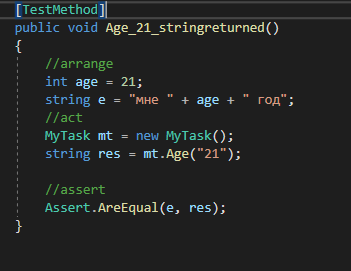 [TestMethod]
public void Age_21_stringreturned()
{
//arrange
int age = 21;
string e = "мне " + age + " год";
//act
MyTask mt = new MyTask();
string res = mt.Age("21");
//assert
Assert.AreEqual(e, res);
}